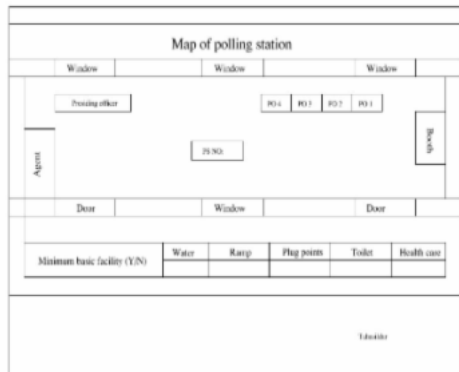 Map of polling station
Window Window Window
Presiding officer PO 4 PO 3 PO 2 PO 1
Booth
Agent
PS NO:
Door Window Door
Minimum basic facility (Y/N) Water Ramp Plug points Toilet Health care